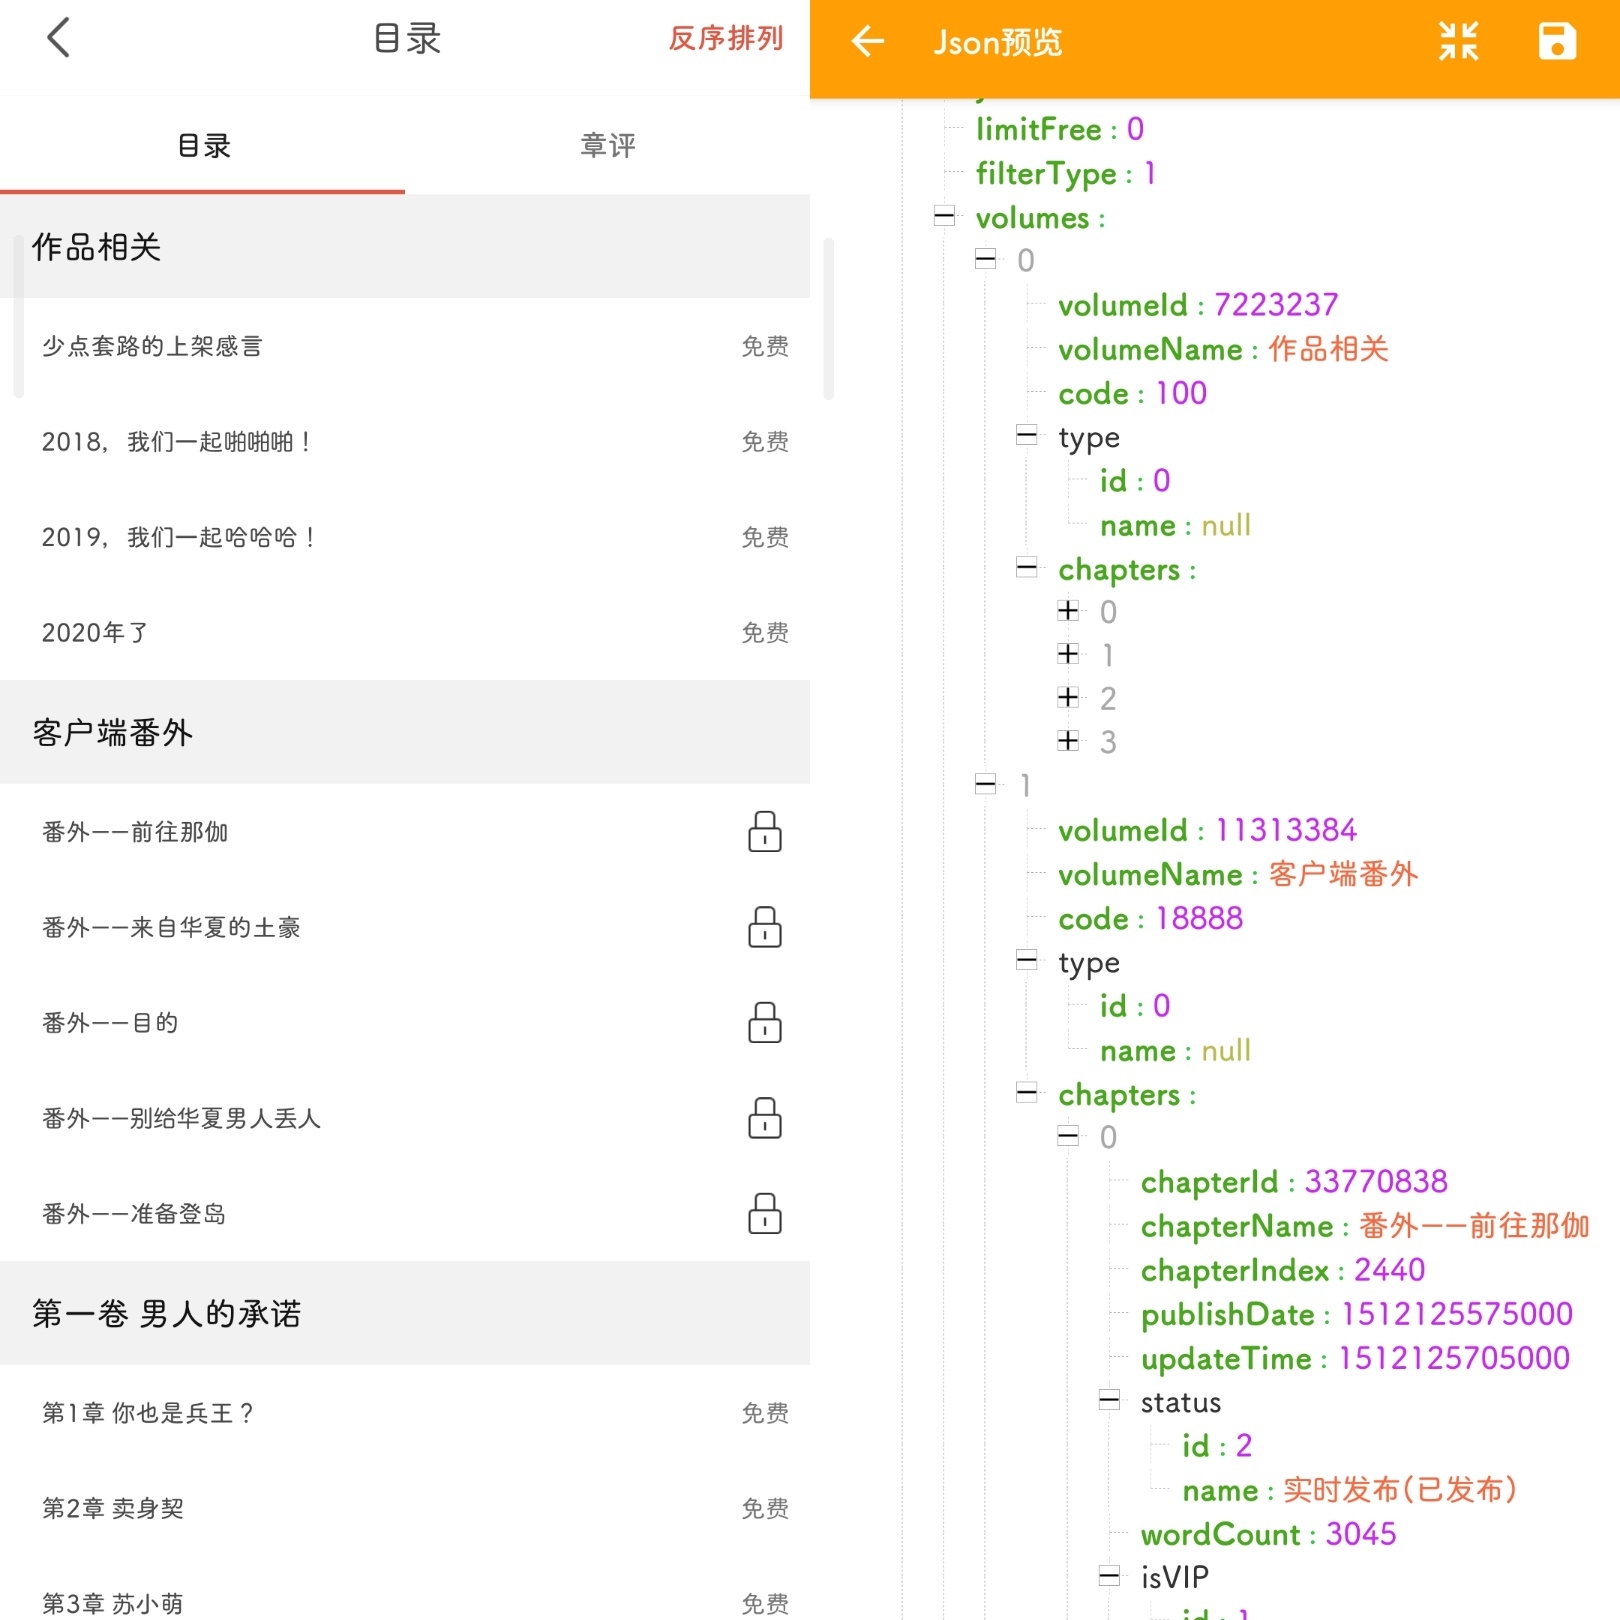 目录
反序排列
目录
章评
作品相关
少点套路的上架感言
免费
2018，我们一起啪啪啪！
免费
2019，我们一起哈哈哈！
免费
2020年了
免费
客户端番外
番外——前往那伽
番外——来自华夏的土豪
番外——目的
番外——别给华夏男人丢人
番外——准备登岛
第一卷 男人的承诺
第1章 你也是兵王？
免费
第2章 卖身契
免费
第3章 苏小萌
免费
Json预览
limitFree : 0
filterType : 1
volumes :
0
volumeId : 7223237
volumeName : 作品相关
code : 100
type
id : 0
name : null
chapters :
0
1
2
3
1
volumeId : 11313384
volumeName : 客户端番外
code : 18888
type
id : 0
name : null
chapters :
0
chapterId : 33770838
chapterName : 番外——前往那伽
chapterIndex : 2440
publishDate : 1512125575000
updateTime : 1512125705000
status
id : 2
name : 实时发布(已发布)
wordCount : 3045
isVIP
id : 1